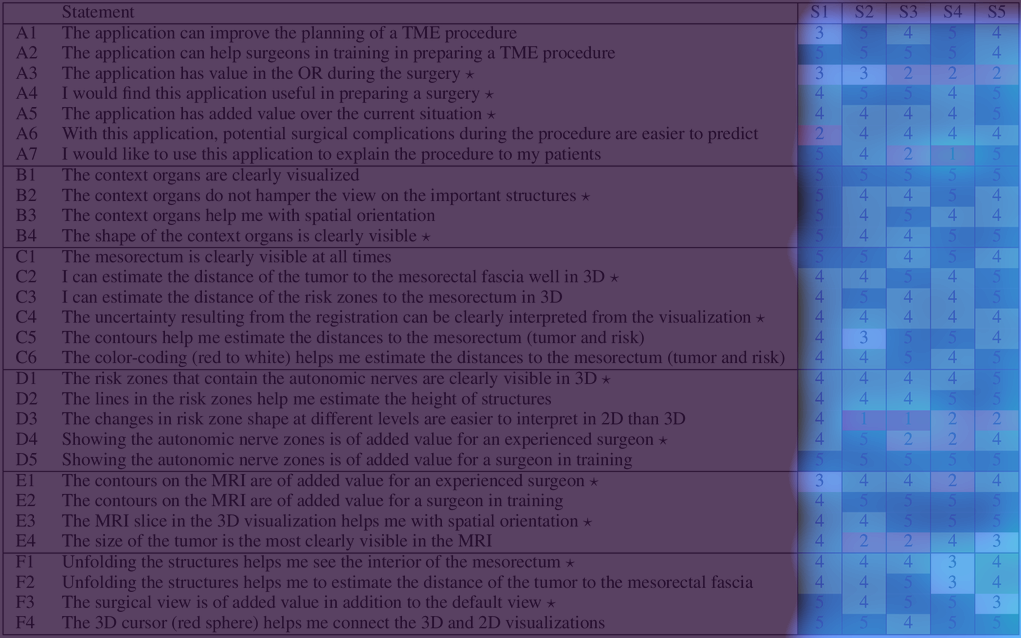 Statement S1 S2 S3 S4 S5
A1 The application can improve the planning of a TME procedure 3 5 4 5 4
A2 The application can help surgeons in training in preparing a TME procedure 5 5 5 5 4
A3 The application has value in the OR during the surgery ⋆ 3 3 2 2 2
A4 I would find this application useful in preparing a surgery ⋆ 4 5 5 4 4
A5 The application has added value over the current situation ⋆ 4 4 4 4 5
A6 With this application, potential surgical complications during the procedure are easier to predict 2 4 4 4 4
A7 I would like to use this application to explain the procedure to my patients 5 4 2 1 5
B1 The context organs are clearly visualized 5 5 5 5 5
B2 The context organs do not hamper the view on the important structures ⋆ 5 4 4 5 4
B3 The context organs help me with spatial orientation 5 4 5 4 4
B4 The shape of the context organs is clearly visible ⋆ 5 4 4 5 5
C1 The mesorectum is clearly visible at all times 5 5 4 5 4
C2 I can estimate the distance of the tumor to the mesorectal fascia well in 3D ⋆ 4 4 5 4 5
C3 I can estimate the distance of the risk zones to the mesorectum in 3D 4 5 4 4 5
C4 The uncertainty resulting from the registration can be clearly interpreted from the visualization ⋆ 4 4 4 4 4
C5 The contours help me estimate the distances to the mesorectum (tumor and risk) 4 3 5 5 4
C6 The color-coding (red to white) helps me estimate the distances to the mesorectum (tumor and risk) 4 4 5 4 5
D1 The risk zones that contain the autonomic nerves are clearly visible in 3D ⋆ 4 4 4 4 5
D2 The lines in the risk zones help me estimate the height of structures 4 4 4 5 5
D3 The changes in risk zone shape at different levels are easier to interpret in 2D than 3D 4 1 1 2 2
D4 Showing the autonomic nerve zones is of added value for an experienced surgeon ⋆ 4 5 2 2 4
D5 Showing the autonomic nerve zones is of added value for a surgeon in training 5 5 5 5 5
E1 The contours on the MRI are of added value for an experienced surgeon ⋆ 3 4 4 2 4
E2 The contours on the MRI are of added value for a surgeon in training 4 5 5 5 5
E3 The MRI slice in the 3D visualization helps me with spatial orientation ⋆ 4 4 5 5 5
E4 The size of the tumor is the most clearly visible in the MRI 4 2 2 4 3
F1 Unfolding the structures helps me see the interior of the mesorectum ⋆ 4 4 4 3 4
F2 Unfolding the structures helps me to estimate the distance of the tumor to the mesorectal fascia 4 4 5 3 4
F3 The surgical view is of added value in addition to the default view ⋆ 5 4 5 5 3
F4 The 3D cursor (red sphere) helps me connect the 3D and 2D visualizations 5 5 4 5 5